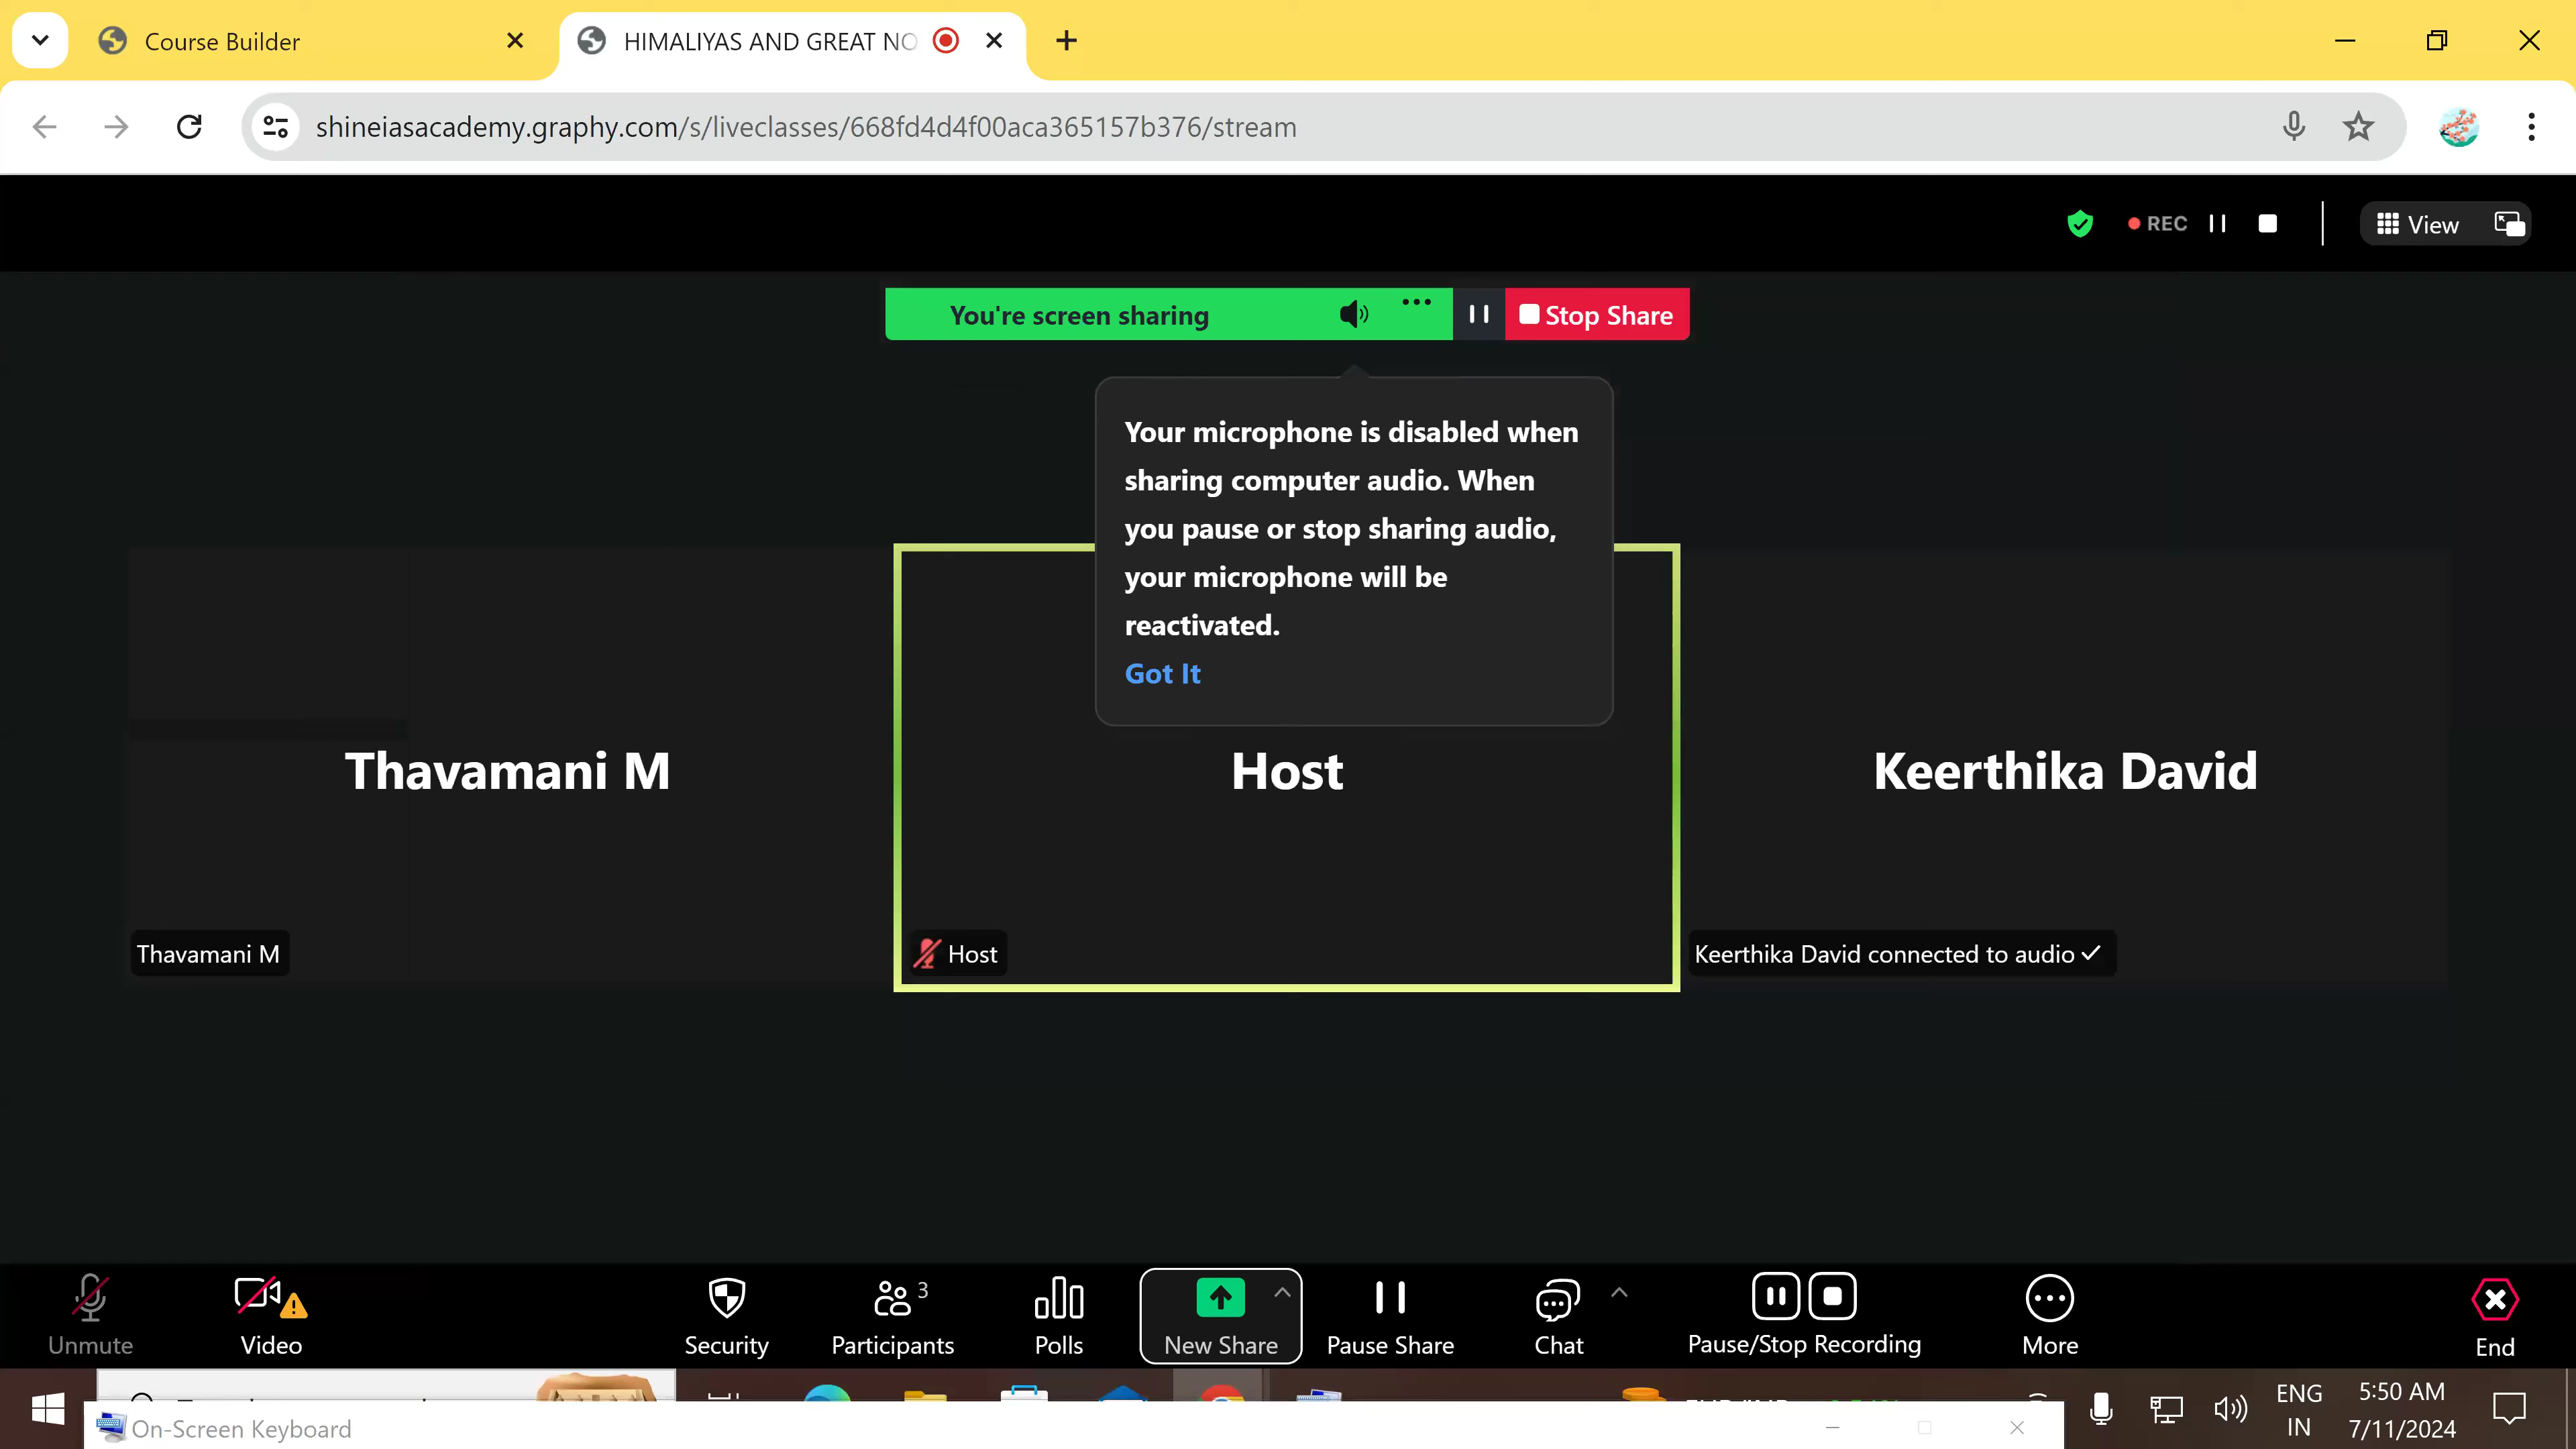 Course Builder
HIMALIYAS AND GREAT NO
shineiasacademy.graphy.com/s/liveclasses/668fd4d4f00aca365157b376/stream
REC
View
You're screen sharing
Stop Share
Your microphone is disabled when
sharing computer audio. When
you pause or stop sharing audio,
your microphone will be
reactivated.
Got It
Thavamani M
Host
Keerthika David
Thavamani M
Host
Keerthika David connected to audio
Unmute
Video
Security
Participants
3
Polls
New Share
Pause Share
Chat
Pause/Stop Recording
More
End
On-Screen Keyboard
ENG
IN
5:50 AM
7/11/2024